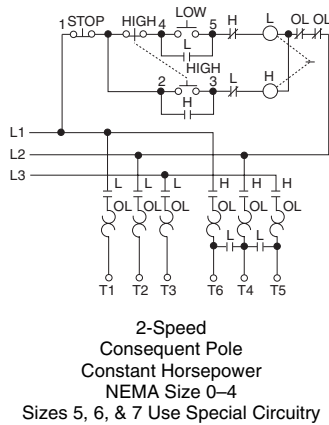 LOW
1 STOP HIGH 4 5 H L OL OL
L
HIGH
2 3 L H
H
L1
L2
L3
L L L H H H
OL OL OL OL OL OL
L L
T1 T2 T3 T6 T4 T5
2-Speed
Consequent Pole
Constant Horsepower
NEMA Size 0–4
Sizes 5, 6, & 7 Use Special Circuitry